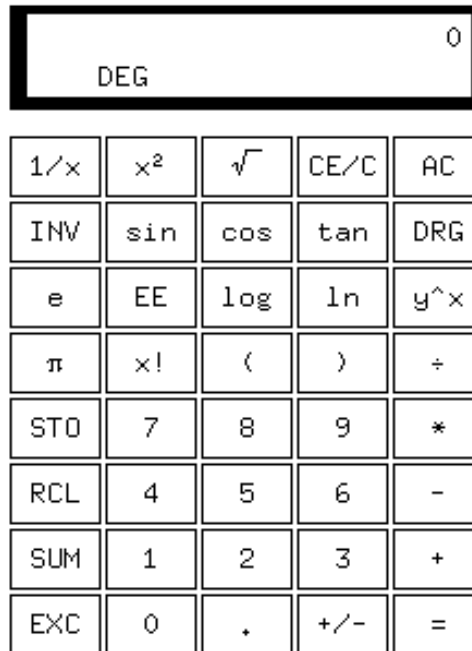 0
DEG
1/x x² √ CE/C AC
INV sin cos tan DRG
e EE log ln y^x
π x! ( ) ÷
STO 7 8 9 *
RCL 4 5 6 -
SUM 1 2 3 +
EXC 0 . +/- =